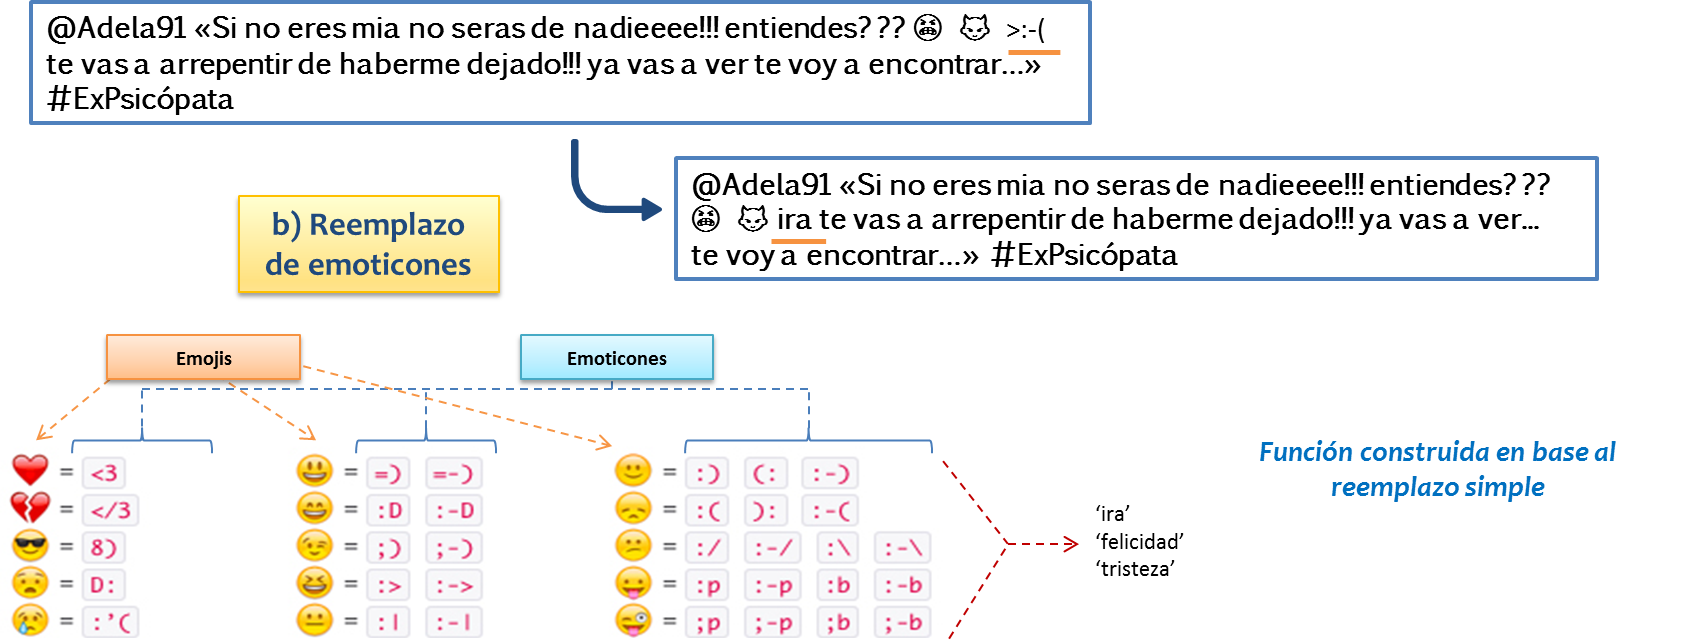 @Adela91 «Si no eres mia no seras de nadieeee!!! entiendes??? 😫 😼 >:-(
te vas a arrepentir de haberme dejado!!! ya vas a ver te voy a encontrar...»
#ExPsicópata
@Adela91 «Si no eres mia no seras de nadieeee!!! entiendes???
😫 😼 ira te vas a arrepentir de haberme dejado!!! ya vas a ver...
te voy a encontrar...» #ExPsicópata
b) Reemplazo
de emoticones
Emojis
Emoticones
❤️ = <3
💔 = </3
😎 = 8)
😧 = D:
😢 = :’(
😃 = =) =-)
😄 = :D :-D
😉 = ;) ;-)
😆 = :> :->
😐 = :| :-|
🙂 = :) (: :-)
😞 = :( ): :-(
😕 = :/ :-/ :\ :-\
😛 = :p :-p :b :-b
😜 = ;p ;-p ;b ;-b
‘ira’
‘felicidad’
‘tristeza’
Función construida en base al
reemplazo simple